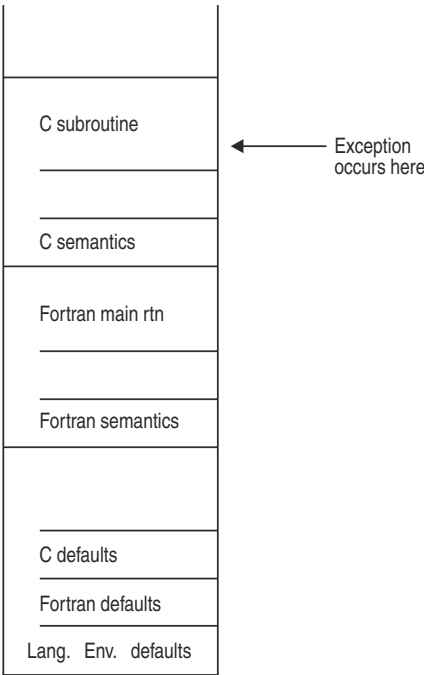 C subroutine
Exception
occurs here
C semantics
Fortran main rtn
Fortran semantics
C defaults
Fortran defaults
Lang. Env. defaults